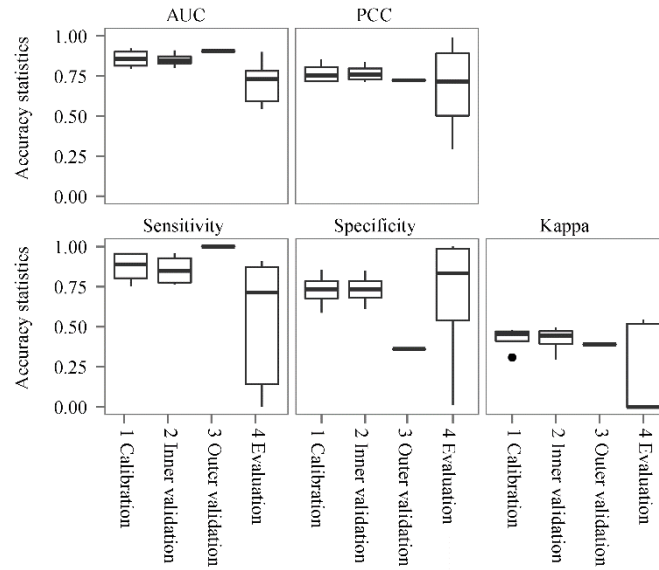 AUC
PCC
Accuracy statistics
1.00
0.75
0.50
0.25
0.00
Sensitivity
Specificity
Kappa
Accuracy statistics
1.00
0.75
0.50
0.25
0.00
1 Calibration
2 Inner validation
3 Outer validation
4 Evaluation
1 Calibration
2 Inner validation
3 Outer validation
4 Evaluation
1 Calibration
2 Inner validation
3 Outer validation
4 Evaluation